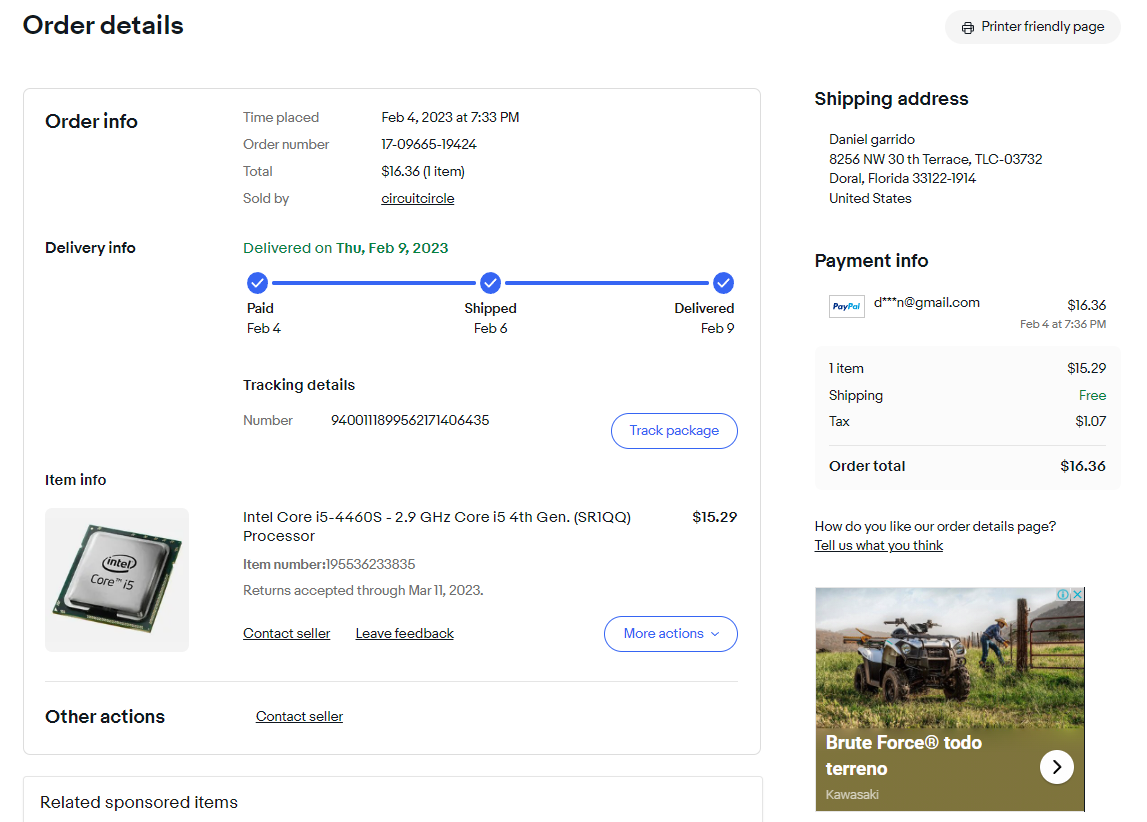 Order details
Printer friendly page
Order info
Time placed Feb 4, 2023 at 7:33 PM
Order number 17-09665-19424
Total $16.36 (1 item)
Sold by circuitcircle
Delivery info
Delivered on Thu, Feb 9, 2023
Paid Shipped Delivered
Feb 4 Feb 6 Feb 9
Tracking details
Number 9400111899562171406435
Track package
Item info
intel
Core™ i5
Intel Core i5-4460S - 2.9 GHz Core i5 4th Gen. (SR1QQ) $15.29
Processor
Item number:195536233835
Returns accepted through Mar 11, 2023.
Contact seller Leave feedback More actions
Other actions Contact seller
Related sponsored items
Shipping address
Daniel garrido
8256 NW 30 th Terrace, TLC-03732
Doral, Florida 33122-1914
United States
Payment info
PayPal d***n@gmail.com $16.36
Feb 4 at 7:36 PM
1 item $15.29
Shipping Free
Tax $1.07
Order total $16.36
How do you like our order details page?
Tell us what you think
Brute Force® todo
terreno
Kawasaki